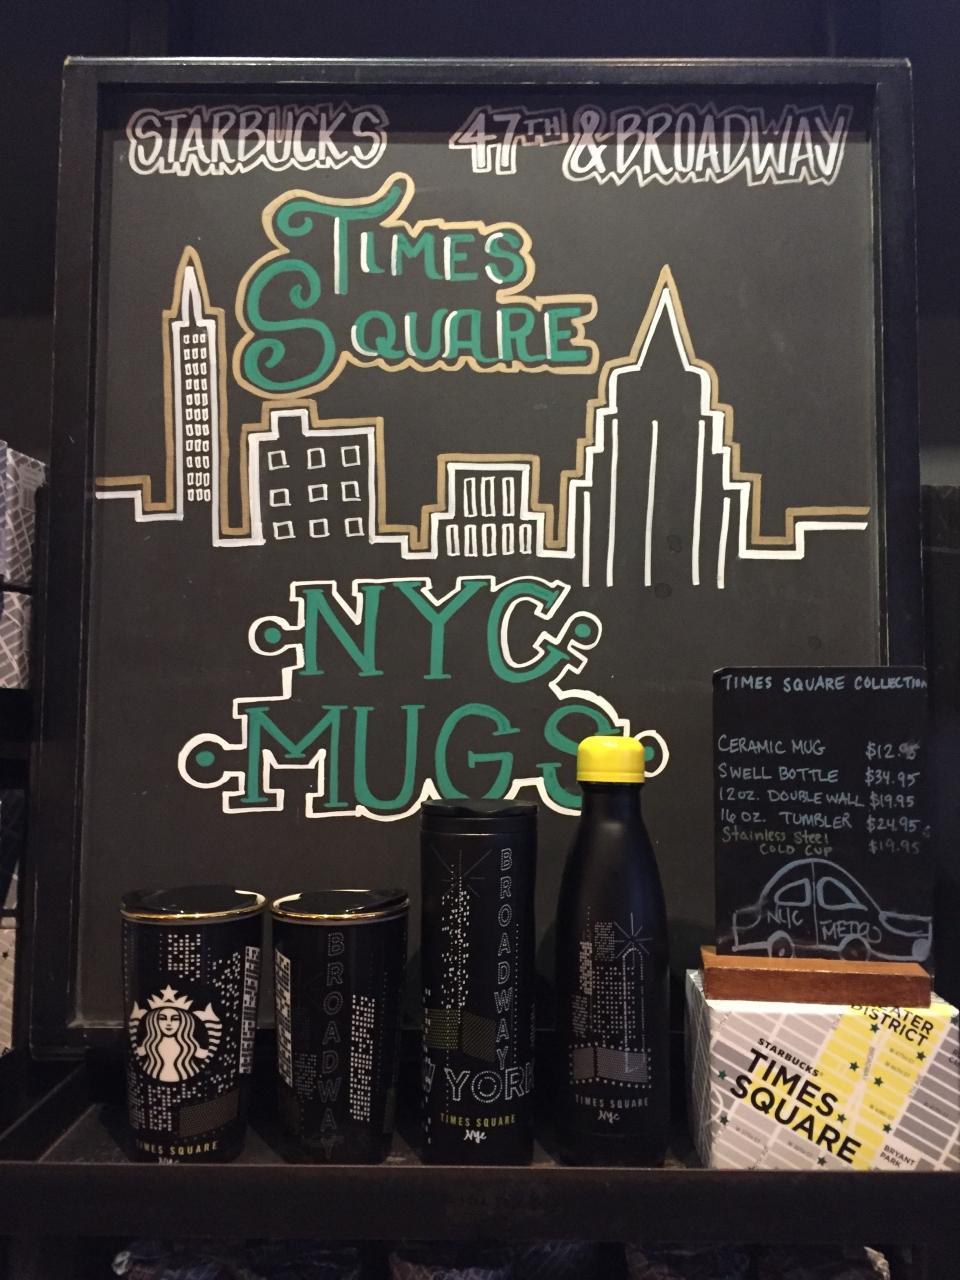 STARBUCKS 47TH & BROADWAY
TIMES
SQUARE
NYC
MUGS
TIMES SQUARE COLLECTION
CERAMIC MUG $12.95
SWELL BOTTLE $34.95
12oz. DOUBLE WALL $19.95
16 oz. TUMBLER $24.95
Stainless Steel
COLD CUP $19.95
NYC METRO
BROADWAY
TIMES SQUARE
BROADWAY
YORK
TIMES SQUARE
NYC
TIMES SQUARE
NYC
DISTRICT
STARBUCKS
TIMES
SQUARE
BRYANT
PARK